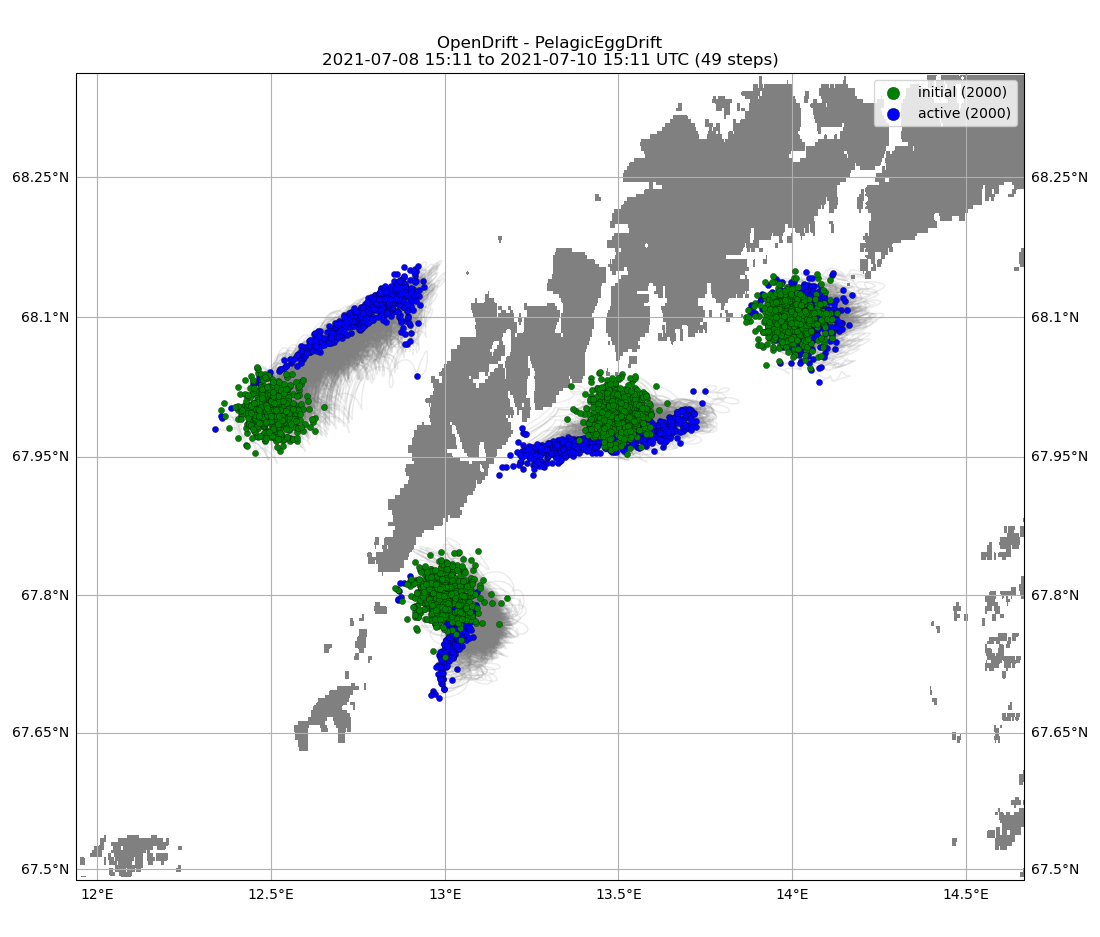 OpenDrift - PelagicEggDrift
2021-07-08 15:11 to 2021-07-10 15:11 UTC (49 steps)
initial (2000)
active (2000)
68.25°N
68.25°N
68.1°N
68.1°N
67.95°N
67.95°N
67.8°N
67.8°N
67.65°N
67.65°N
67.5°N
67.5°N
12°E
12.5°E
13°E
13.5°E
14°E
14.5°E